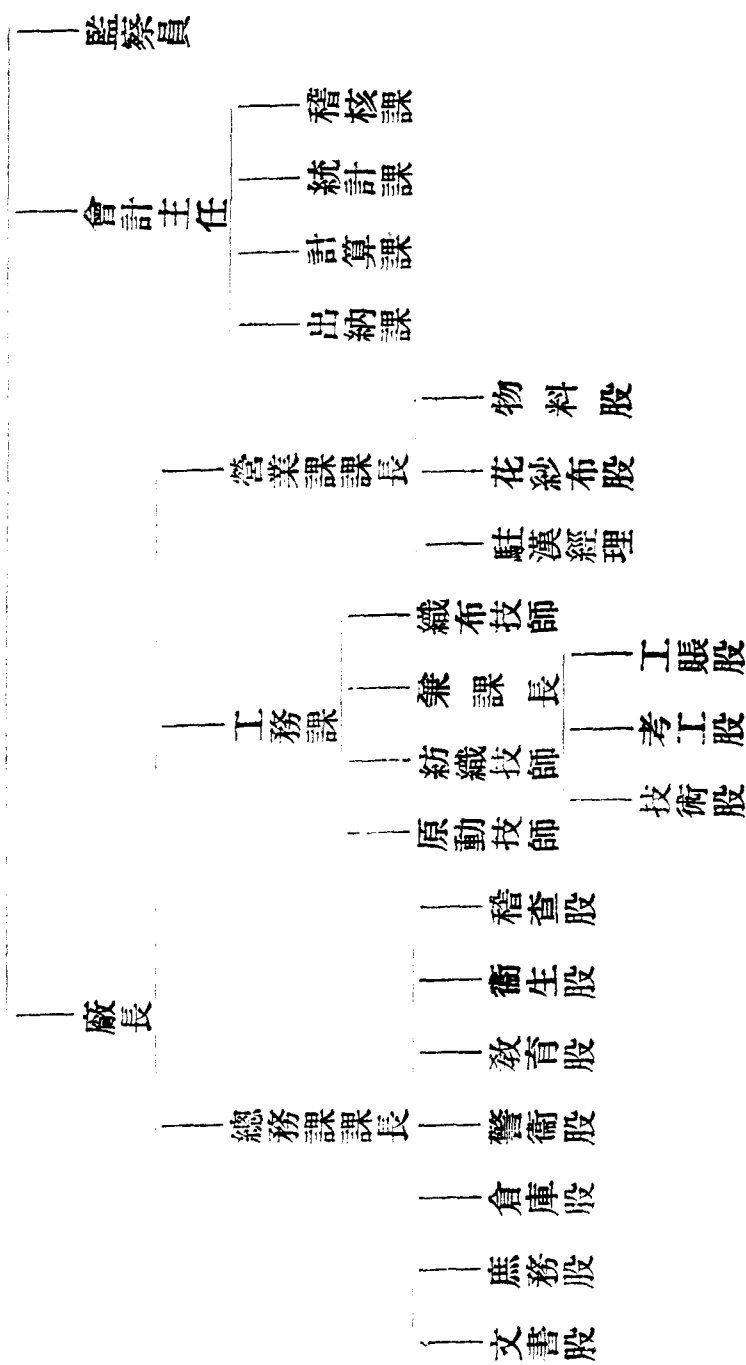 監察員
會計主任
稽核課
統計課
計算課
出納課
廠長
營業課課長
物料股
花紗布股
駐漢經理
工務課
織布技師
兼課長
紡織技師
原動技師
工賬股
考工股
技術股
總務課課長
稽查股
衞生股
教育股
警衞股
倉庫股
庶務股
文書股